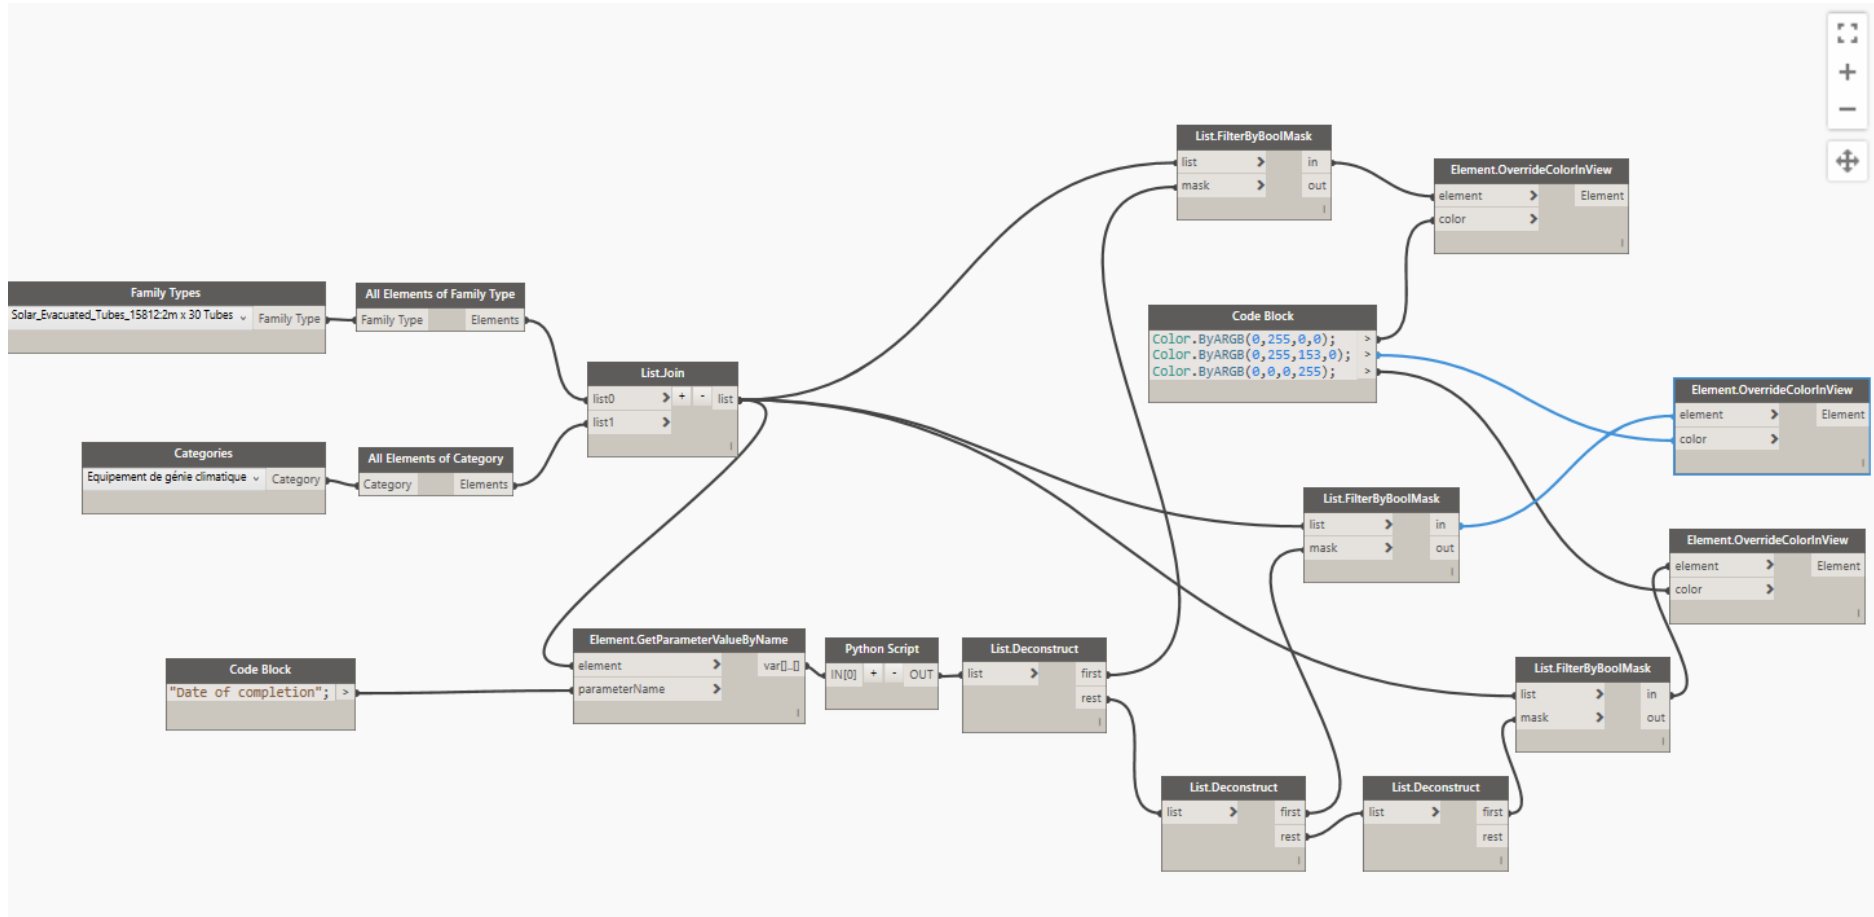 Family Types
Solar_Evacuated_Tubes_15812:2m x 30 Tubes
Family Type
All Elements of Family Type
Family Type
Elements
Categories
Equipement de génie climatique
Category
All Elements of Category
Category
Elements
List.Join
list0
> + - list
list1
>
Code Block
"Date of completion"; >
Element.GetParameterValueByName
element > var[]..[]
parameterName >
Python Script
IN[0] + - OUT
List.Deconstruct
list > first
rest
List.FilterByBoolMask
list > in
mask > out
Element.OverrideColorInView
element > Element
color >
Code Block
Color.ByARGB(0,255,0,0); >
Color.ByARGB(0,255,153,0); >
Color.ByARGB(0,0,0,255); >
Element.OverrideColorInView
element > Element
color >
List.FilterByBoolMask
list > in
mask > out
Element.OverrideColorInView
element > Element
color >
List.FilterByBoolMask
list > in
mask > out
List.Deconstruct
list > first
rest
List.Deconstruct
list > first
rest